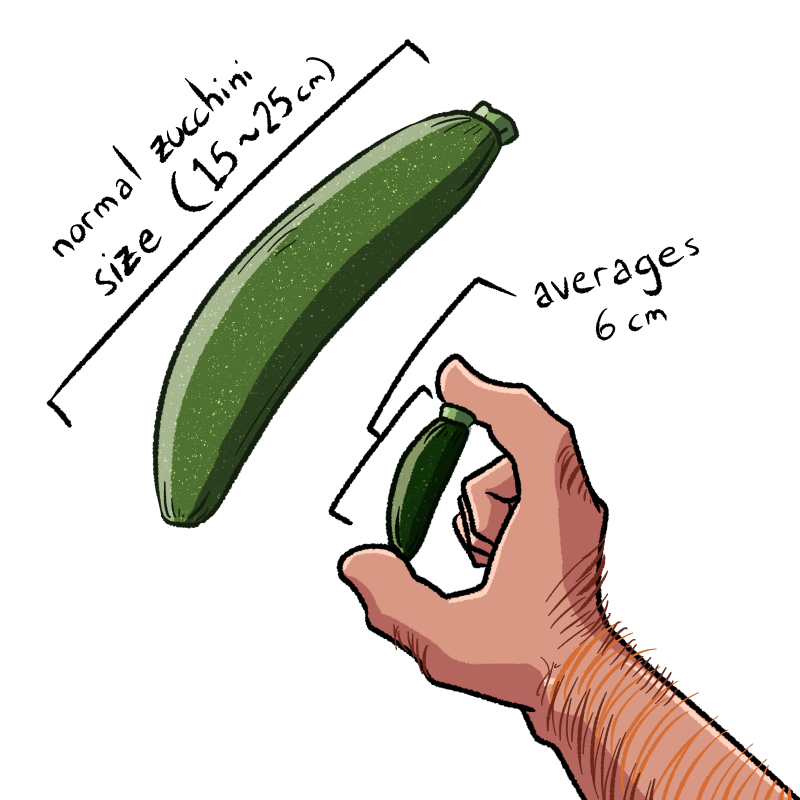 normal zucchini
size (15~25cm)
averages
6 cm